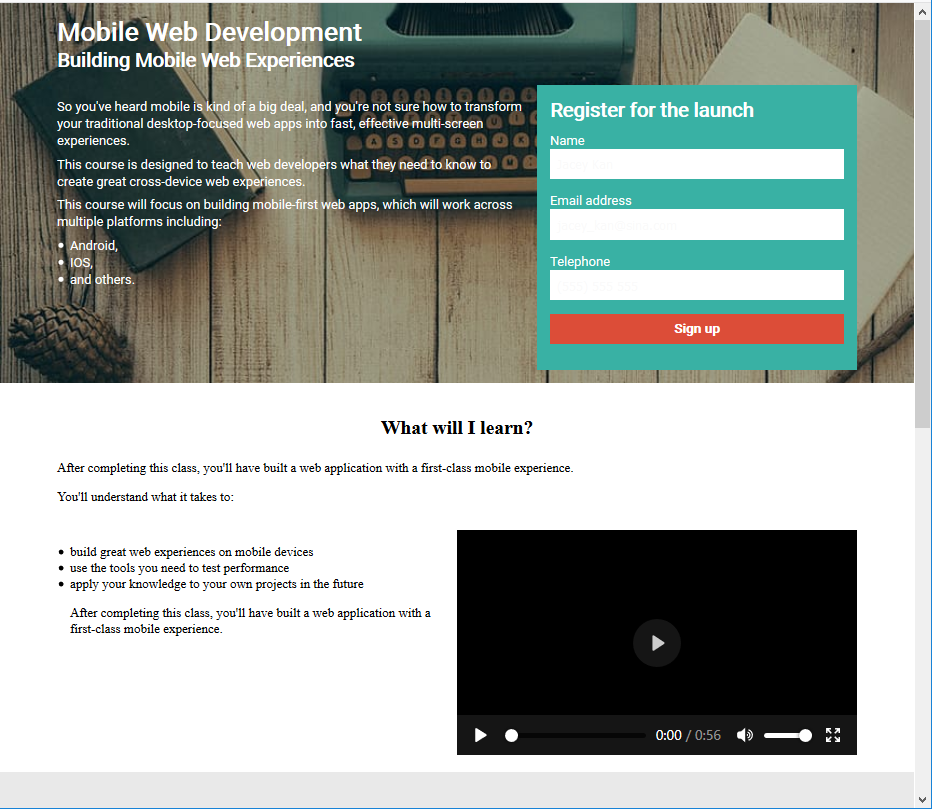 Mobile Web Development
Building Mobile Web Experiences
So you've heard mobile is kind of a big deal, and you're not sure how to transform
your traditional desktop-focused web apps into fast, effective multi-screen
experiences.
This course is designed to teach web developers what they need to know to
create great cross-device web experiences.
This course will focus on building mobile-first web apps, which will work across
multiple platforms including:
• Android,
• IOS,
• and others.
Register for the launch
Name
Email address
Telephone
Sign up
What will I learn?
After completing this class, you'll have built a web application with a first-class mobile experience.
You'll understand what it takes to:
• build great web experiences on mobile devices
• use the tools you need to test performance
• apply your knowledge to your own projects in the future
After completing this class, you'll have built a web application with a
first-class mobile experience.
0:00 / 0:56